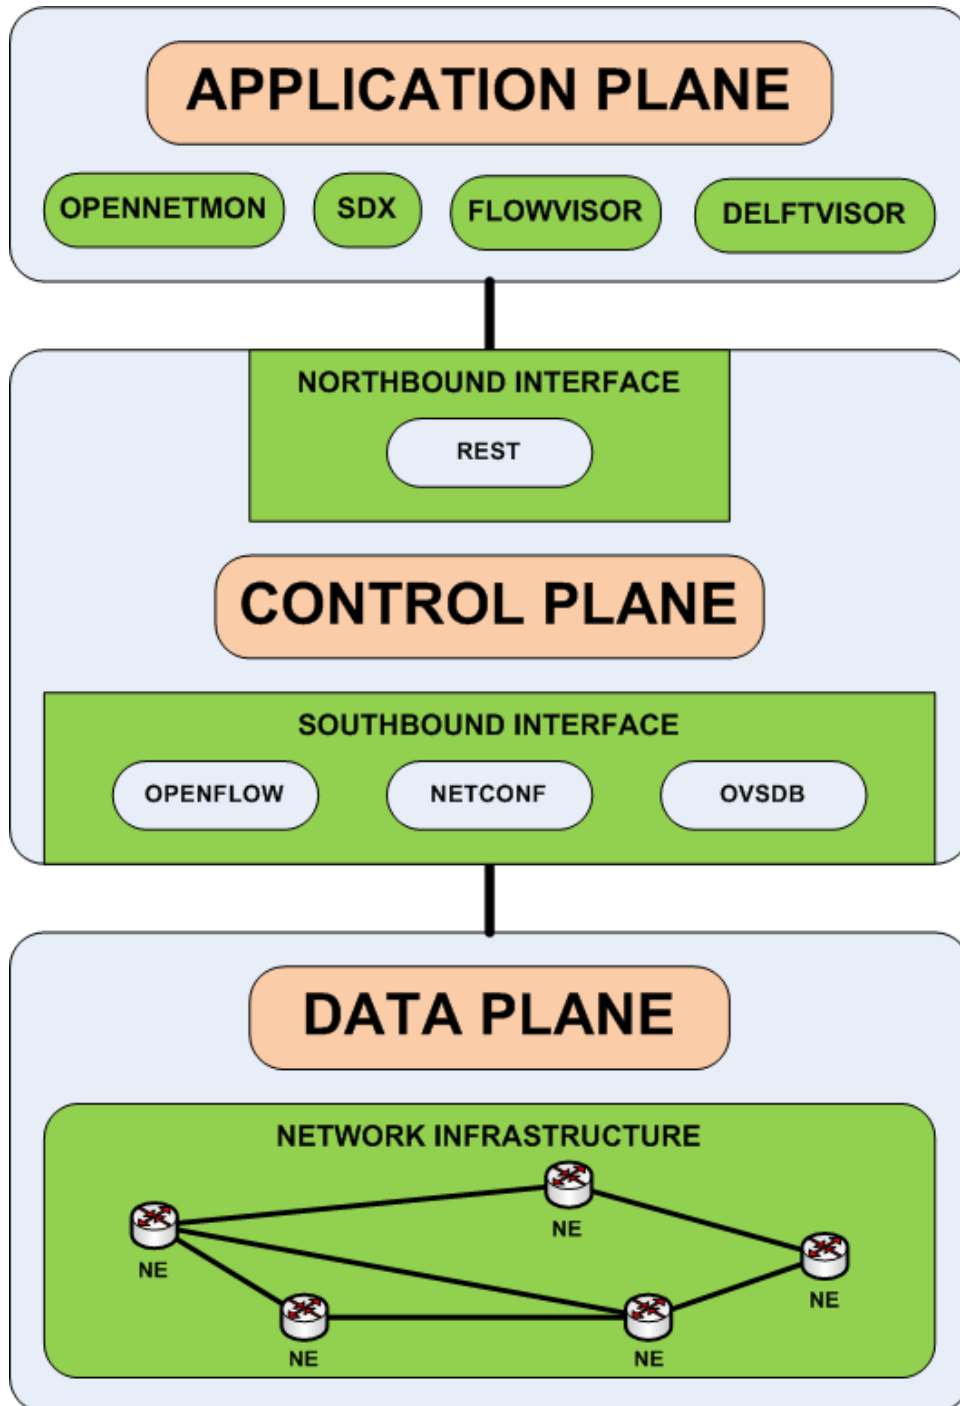 APPLICATION PLANE
OPENNETMON
SDX
FLOWVISOR
DELFTVISOR
NORTHBOUND INTERFACE
REST
CONTROL PLANE
SOUTHBOUND INTERFACE
OPENFLOW
NETCONF
OVSDB
DATA PLANE
NETWORK INFRASTRUCTURE
NE
NE
NE
NE
NE